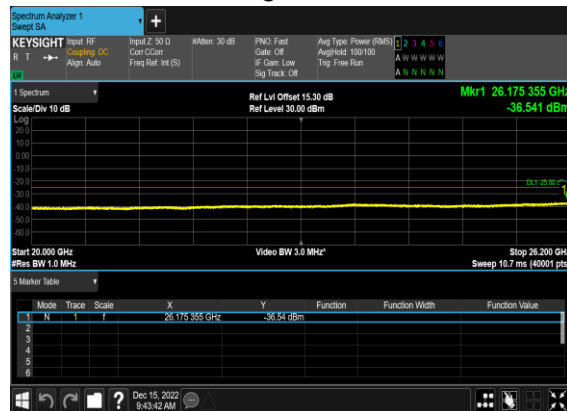 Spectrum Analyzer 1
Swept SA
+
KEYSIGHT Input: RF Input Z: 50 Ω #Atten: 30 dB PNO: Fast Avg Type: Power (RMS) 1 2 3 4 5 6
R T Coupling: DC Corr CCorr Gate: Off Avg|Hold: 100/100 A W W W W W
Align: Auto Freq Ref: Int (S) IF Gain: Low Trig: Free Run
Sig Track: Off A N N N N N
1 Spectrum Ref Lvl Offset 15.30 dB Mkr1 26.175 355 GHz
Scale/Div 10 dB Ref Level 30.00 dBm -36.541 dBm
Log
20.0
10.0
0.00
-10.0
-20.0
DL1 -25.00
-30.0
1
-40.0
-50.0
-60.0
Start 20.000 GHz Video BW 3.0 MHz* Stop 26.200 GHz
#Res BW 1.0 MHz Sweep 10.7 ms (40001 pts
5 Marker Table
Mode Trace Scale X Y Function Function Width Function Value
1 N 1 f 26.175 355 GHz -36.54 dBm
2
3
4
5
6
? Dec 15, 2022
9:43:42 AM